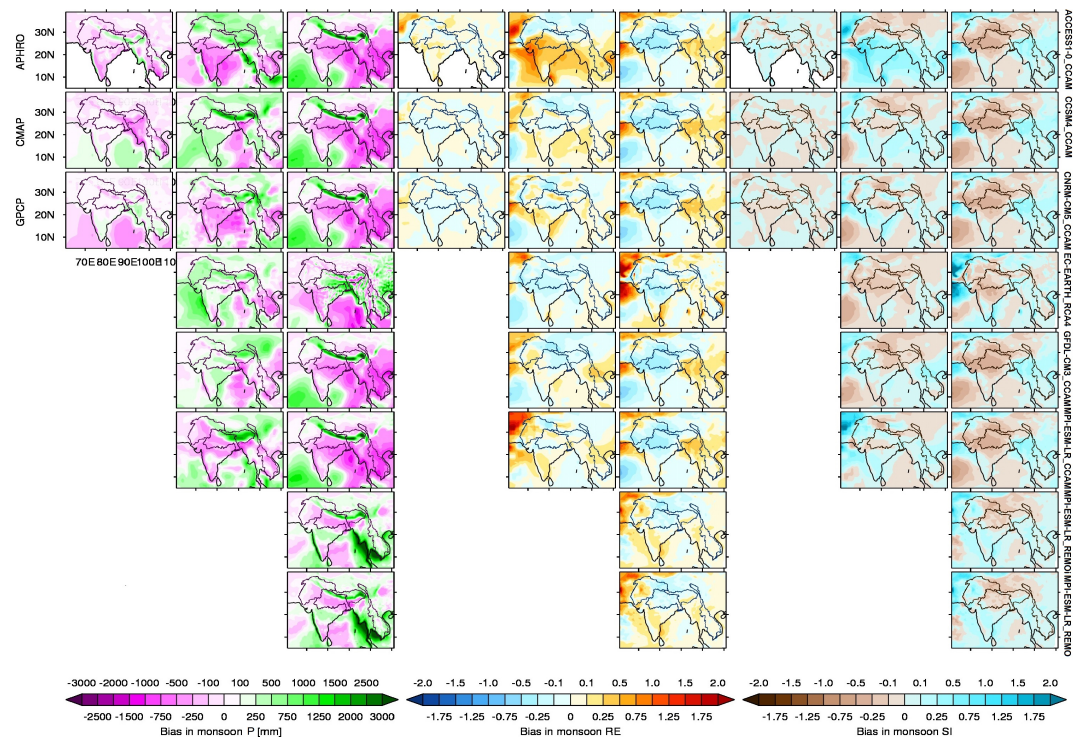 APHRO
30N
20N
10N
CMAP
30N
20N
10N
GPCP
30N
20N
10N
70E 80E 90E 100E 110
ACCESS1-0_CCAM
CCSM4_CCAM
CNRM-CM5_CCAM
EC-EARTH_RCA4
GFDL-CM3_CCAM
MPI-ESM-LR_CCAM
MPI-ESM-LR_REMO
MPI-ESM-LR_REMO
-3000 -1000 -500 -100 100 500 1500 2500
-2500 -1500 -750 -250 0 250 750 1250 2000 3000
Bias in monsoon P [mm]
-2.0 -1.5 -1.0 -0.5 -0.1 0.1 0.5 1.0 1.5 2.0
-1.75 -1.25 -0.75 -0.25 0 0.25 0.75 1.25 1.75
Bias in monsoon RE
-2.0 -1.5 -1.0 -0.5 -0.1 0.1 0.5 1.0 1.5 2.0
-1.75 -1.25 -0.75 -0.25 0 0.25 0.75 1.25 1.75
Bias in monsoon SI